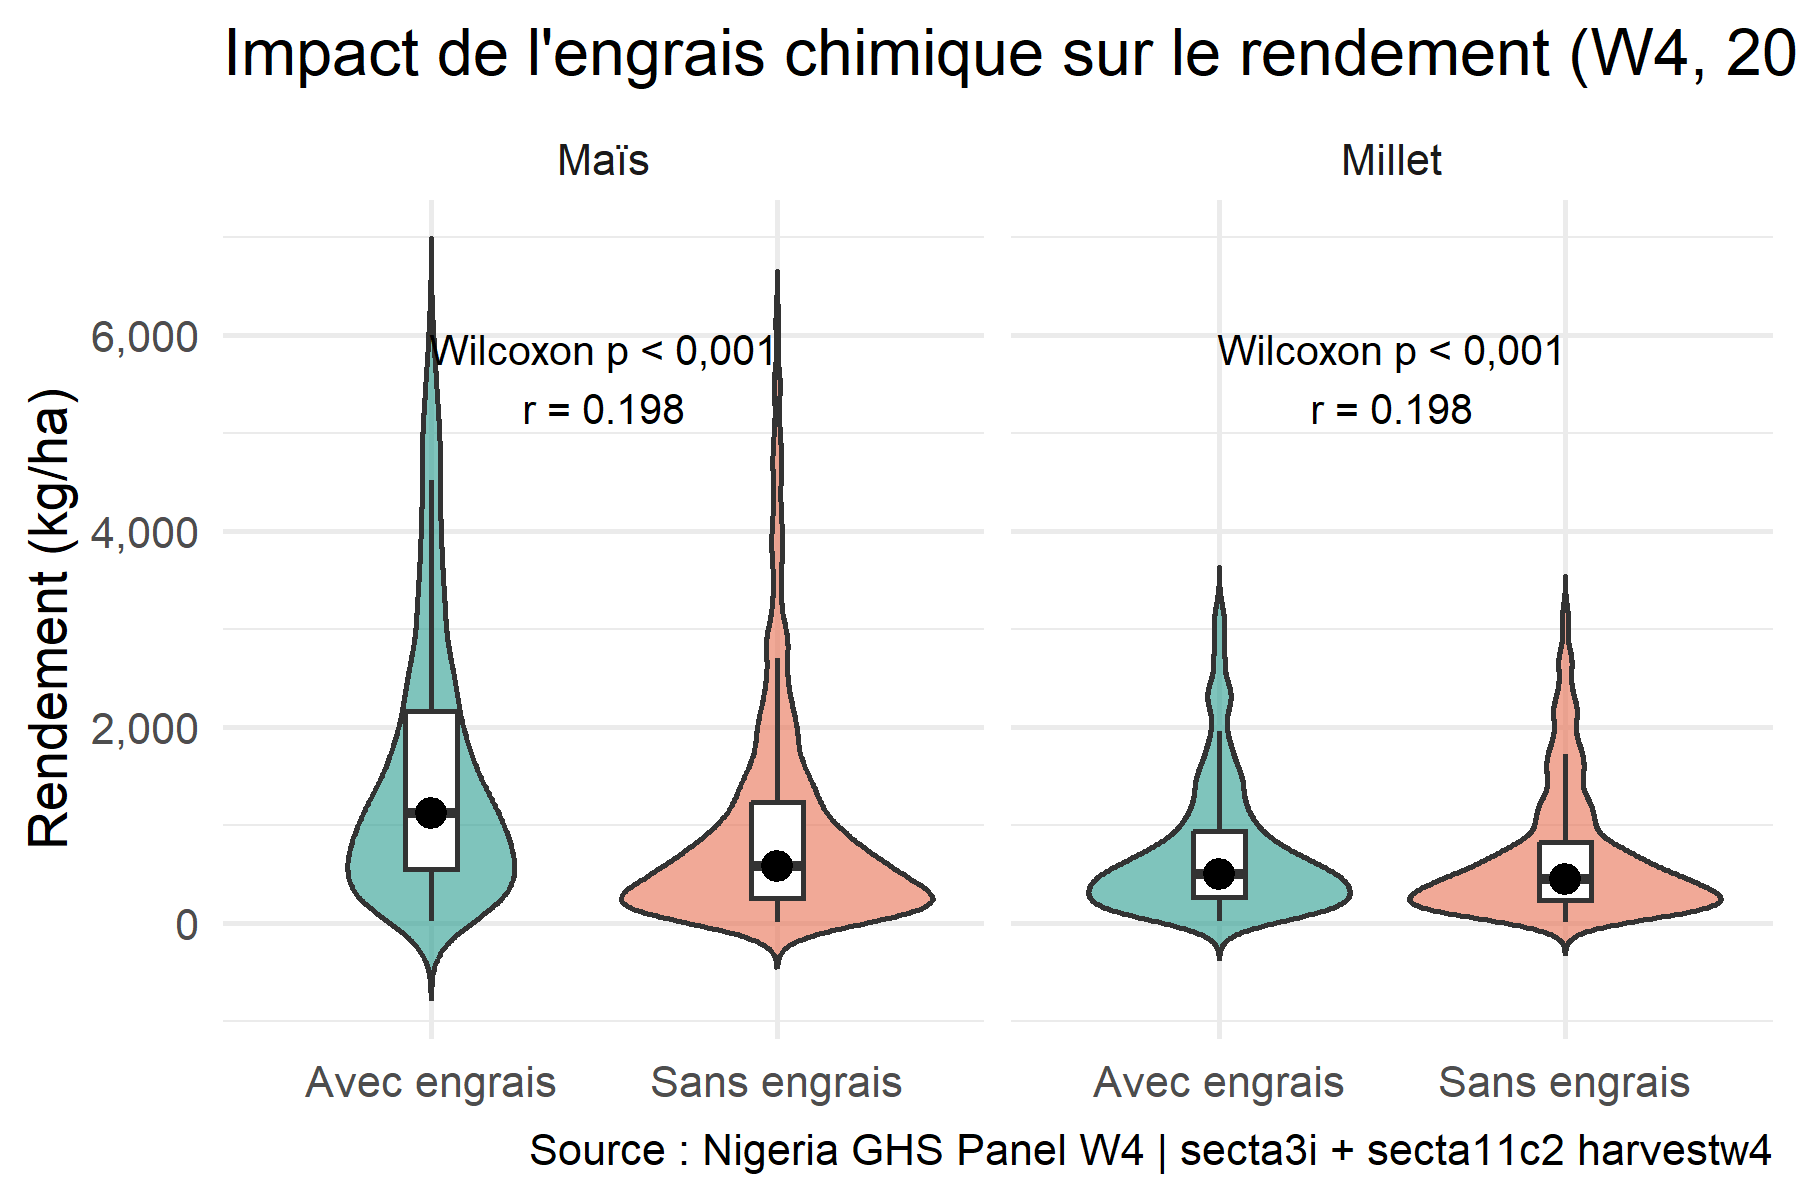 Impact de l'engrais chimique sur le rendement (W4, 20
Maïs
Millet
Rendement (kg/ha)
6,000
4,000
2,000
0
Wilcoxon p < 0,001
r = 0.198
Wilcoxon p < 0,001
r = 0.198
Avec engrais
Sans engrais
Avec engrais
Sans engrais
Source : Nigeria GHS Panel W4 | secta3i + secta11c2 harvestw4